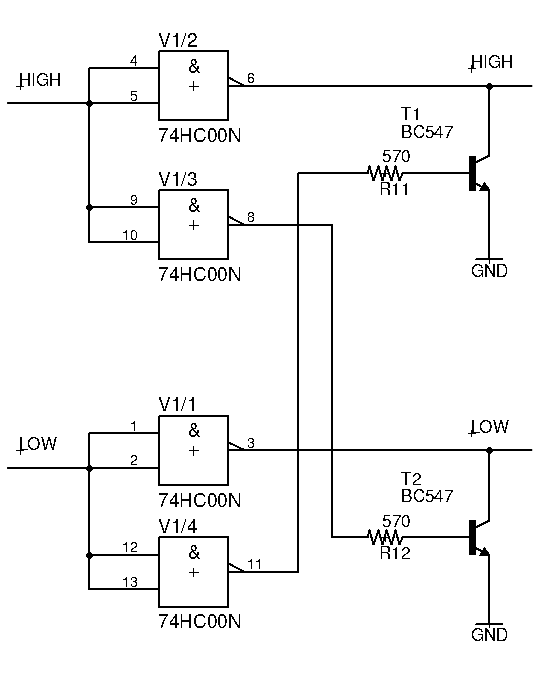 V1/2
HIGH
4
5
&
+
6
74HC00N
HIGH
T1
BC547
V1/3
9
10
&
+
8
74HC00N
570
R11
GND
V1/1
LOW
1
2
&
+
3
74HC00N
LOW
T2
BC547
V1/4
12
13
&
+
11
74HC00N
570
R12
GND